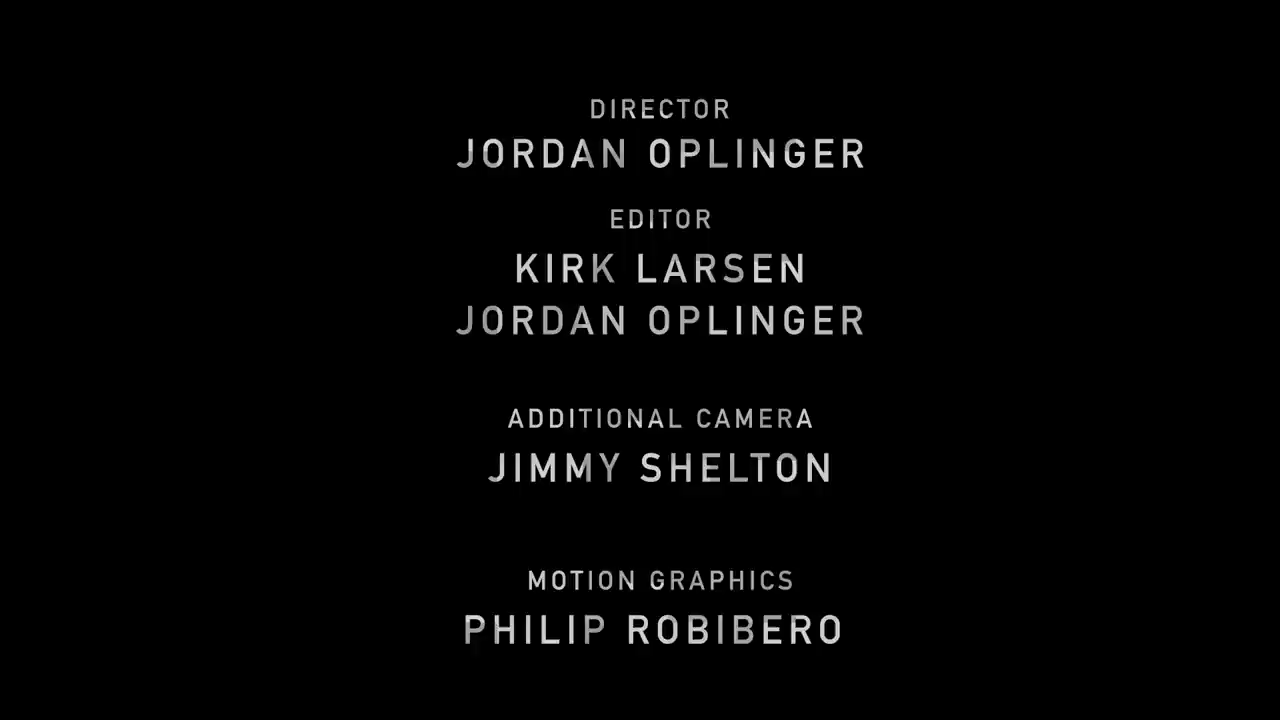 DIRECTOR
JORDAN OPLINGER
EDITOR
KIRK LARSEN
JORDAN OPLINGER
ADDITIONAL CAMERA
JIMMY SHELTON
MOTION GRAPHICS
PHILIP ROBIBERO